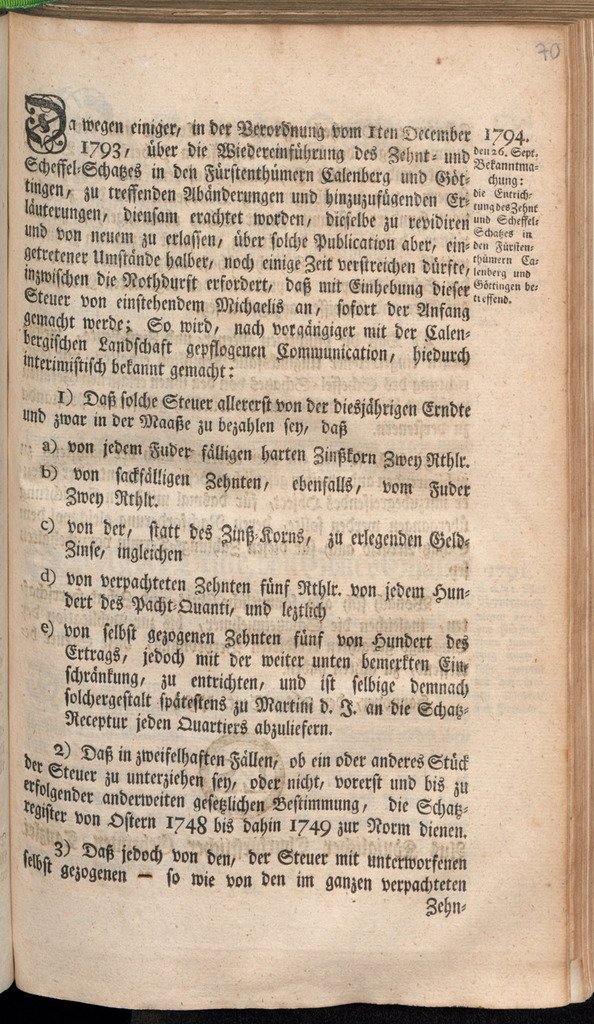 70
Da wegen einiger, in der Verordnung vom 1ten December
1793, über die Wiedereinführung des Zehnt- und
Scheffel-Schatzes in den Fürstenthümern Calenberg und Göt-
tingen, zu treffenden Abänderungen und hinzuzufügenden Er-
läuterungen, diensam erachtet worden, dieselbe zu revidiren
und von neuem zu erlassen, über solche Publication aber, ein-
getretener Umstände halber, noch einige Zeit verstreichen dürfte,
inzwischen die Nothdurft erfordert, daß mit Einhebung dieser
Steuer von einstehendem Michaelis an, sofort der Anfang
gemacht werde; So wird, nach vorgängiger mit der Calen-
bergischen Landschaft gepflogenen Communication, hiedurch
interimistisch bekannt gemacht:
1794.
den 26. Sept.
Bekanntma-
chung:
die Entrich-
tung des Zehnt
und Scheffel-
Schatzes in
den Fürsten-
thümern Ca-
lenberg und
Göttingen be-
treffend.
1) Daß solche Steuer allererst von der diesjährigen Erndte
und zwar in der Maaße zu bezahlen sey, daß
a) von jedem Fuder fälligen harten Zinßkorn Zwey Rthlr.
b) von sackfälligen Zehnten, ebenfalls, vom Fuder
Zwey Rthlr.
c) von der, statt des Zinß-Korns, zu erlegenden Geld-
Zinse, ingleichen
d) von verpachteten Zehnten fünf Rthlr. von jedem Hun-
dert des Pacht-Quanti, und leztlich
e) von selbst gezogenen Zehnten fünf von Hundert des
Ertrags, jedoch mit der weiter unten bemerkten Ein-
schränkung, zu entrichten, und ist selbige demnach
solchergestalt spätestens zu Martini d. J. an die Schatz-
Receptur jeden Quartiers abzuliefern.
2) Daß in zweifelhaften Fällen, ob ein oder anderes Stück
der Steuer zu unterziehen sey, oder nicht, vorerst und bis zu
erfolgender anderweiten gesetzlichen Bestimmung, die Schatz-
register von Ostern 1748 bis dahin 1749 zur Norm dienen.
3) Daß jedoch von den, der Steuer mit unterworfenen
selbst gezogenen — so wie von den im ganzen verpachteten
Zehn-